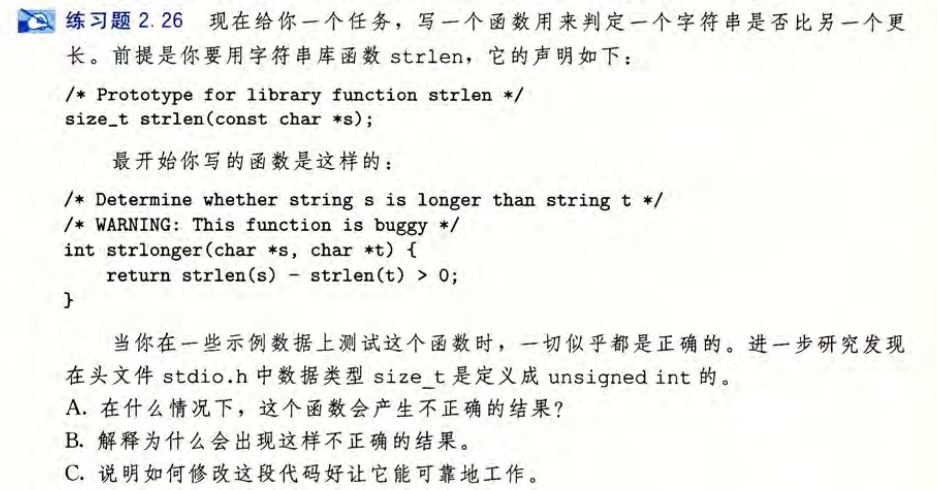 练习题 2.26 现在给你一个任务，写一个函数用来判定一个字符串是否比另一个更
长。前提是你要用字符串库函数 strlen，它的声明如下：
/* Prototype for library function strlen */
size_t strlen(const char *s);
最开始你写的函数是这样的：
/* Determine whether string s is longer than string t */
/* WARNING: This function is buggy */
int strlonger(char *s, char *t) {
    return strlen(s) - strlen(t) > 0;
}
当你在一些示例数据上测试这个函数时，一切似乎都是正确的。进一步研究发现
在头文件 stdio.h 中数据类型 size_t 是定义成 unsigned int 的。
A. 在什么情况下，这个函数会产生不正确的结果？
B. 解释为什么会出现这样不正确的结果。
C. 说明如何修改这段代码好让它能可靠地工作。